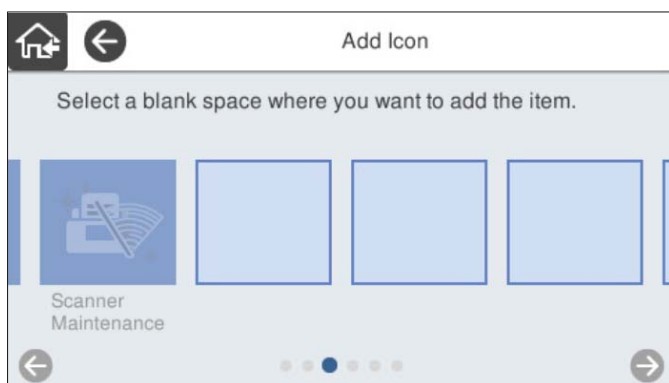 Add Icon
Select a blank space where you want to add the item.
Scanner
Maintenance